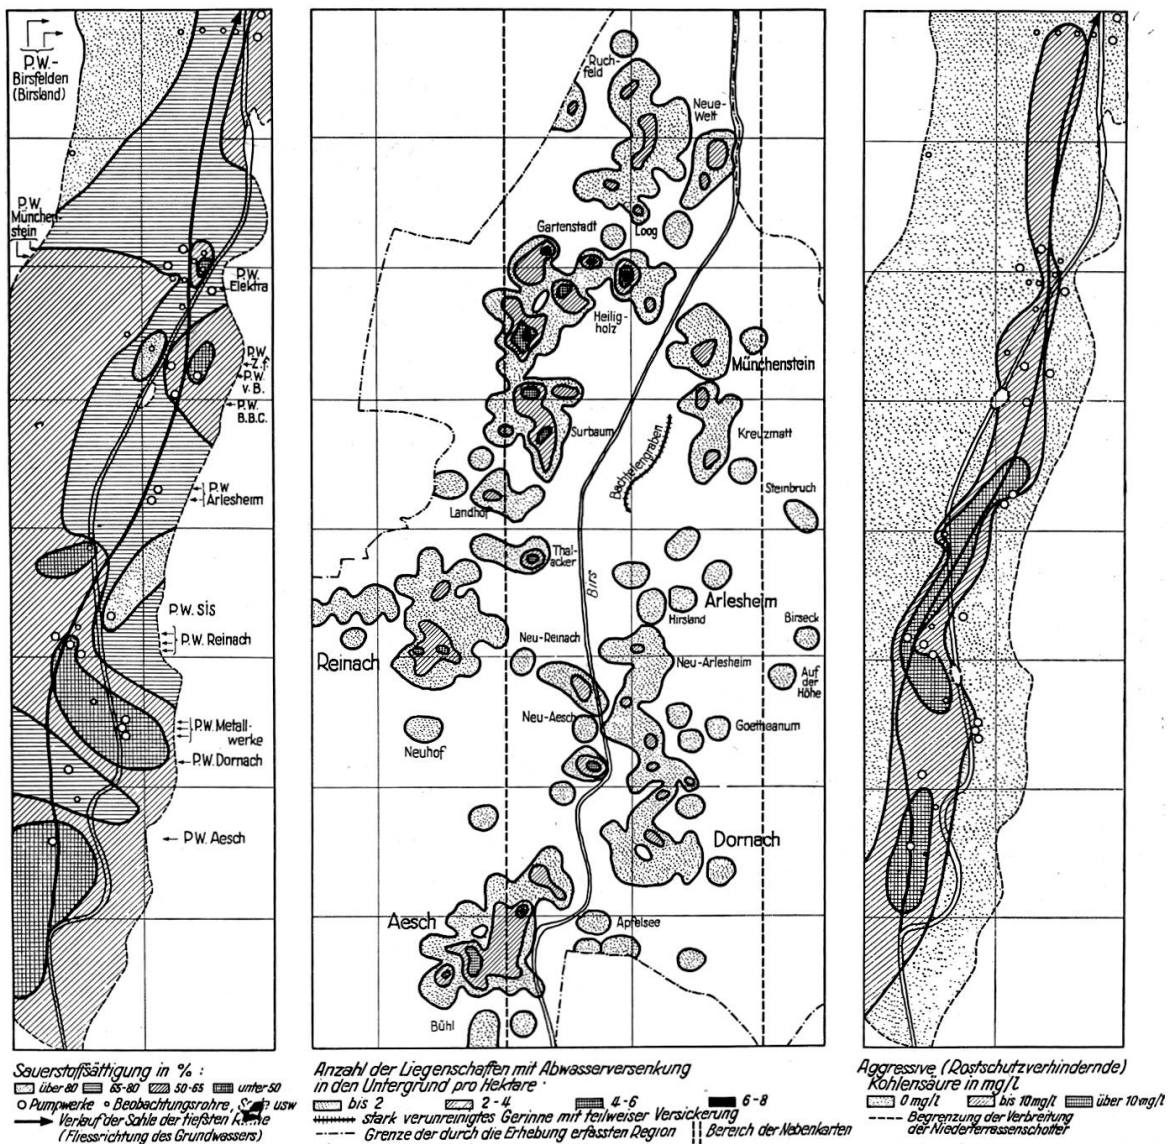 P.W.-
Birsfelden
(Birsland)
P.W.
München-
stein
P.W.
Elektra
P.W.
Z.f.
P.W.
v. B.
P.W.
B.B.C.
P.W
Arlesheim
P.W. SIS
P.W. Reinach
P.W. Metall-
werke
P.W. Dornach
P.W. Aesch
Ruch-
feld
Neue-
Welt
Gartenstadt
Loog
Heilig-
holz
Münchenstein
Surbaum
Kreuzmatt
Bachtelengraben
Steinbruch
Landhof
Thal-
acker
Birs
Arlesheim
Hirsland
Birseck
Reinach
Neu-Reinach
Neu-Arlesheim
Auf
der
Höhe
Neuhof
Neu-Aesch
Goetheanum
Dornach
Aesch
Apfelsee
Bühl
Sauerstoffsättigung in % :
über 80 65-80 50-65 unter 50
Pumpwerke Beobachtungsrohre, usw
Verlauf der Sohle der tiefsten Rinne
(Fliessrichtung des Grundwassers)
Anzahl der Liegenschaften mit Abwasserversenkung
in den Untergrund pro Hektare :
bis 2 2-4 4-6 6-8
stark verunreinigtes Gerinne mit teilweiser Versickerung
Grenze der durch die Erhebung erfassten Region Bereich der Nebenkarten
Aggressive (Rostschutzverhindernde)
Kohlensäure in mg/l
0 mg/l bis 10 mg/l über 10 mg/l
Begrenzung der Verbreitung
der Niederterrassenschotter